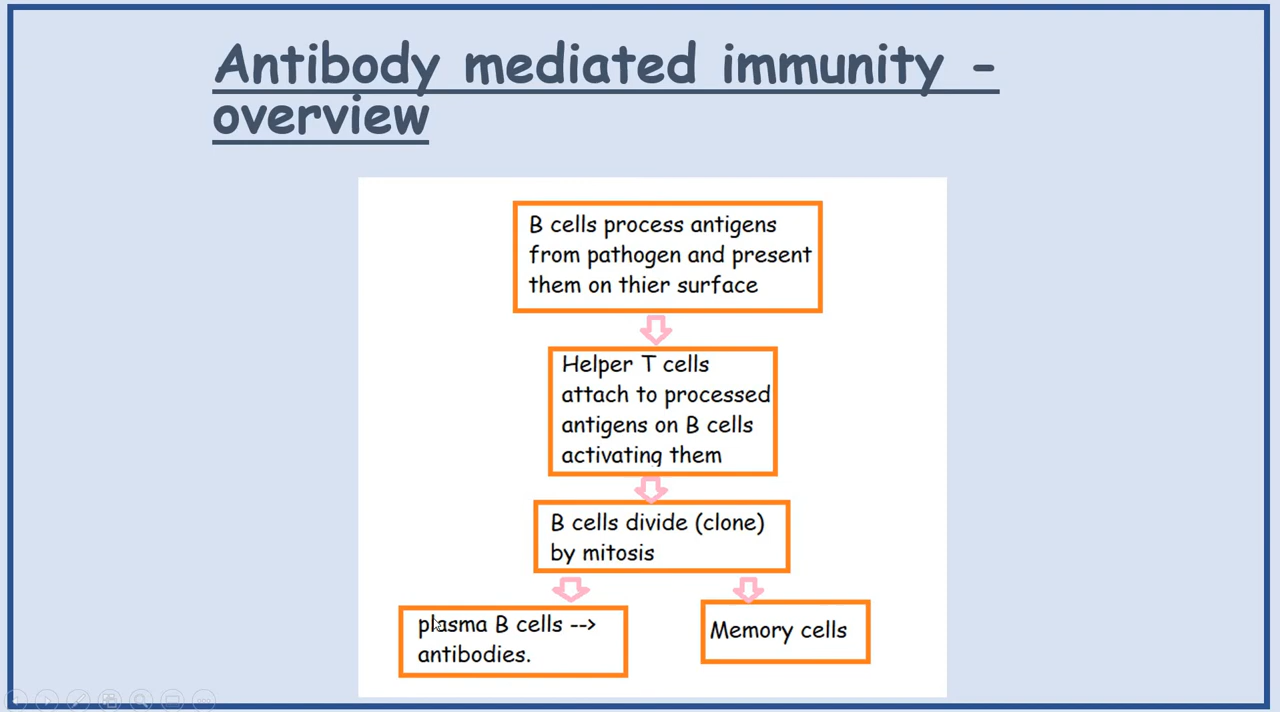 Antibody mediated immunity -
overview
B cells process antigens
from pathogen and present
them on thier surface
Helper T cells
attach to processed
antigens on B cells
activating them
B cells divide (clone)
by mitosis
plasma B cells -->
antibodies.
Memory cells